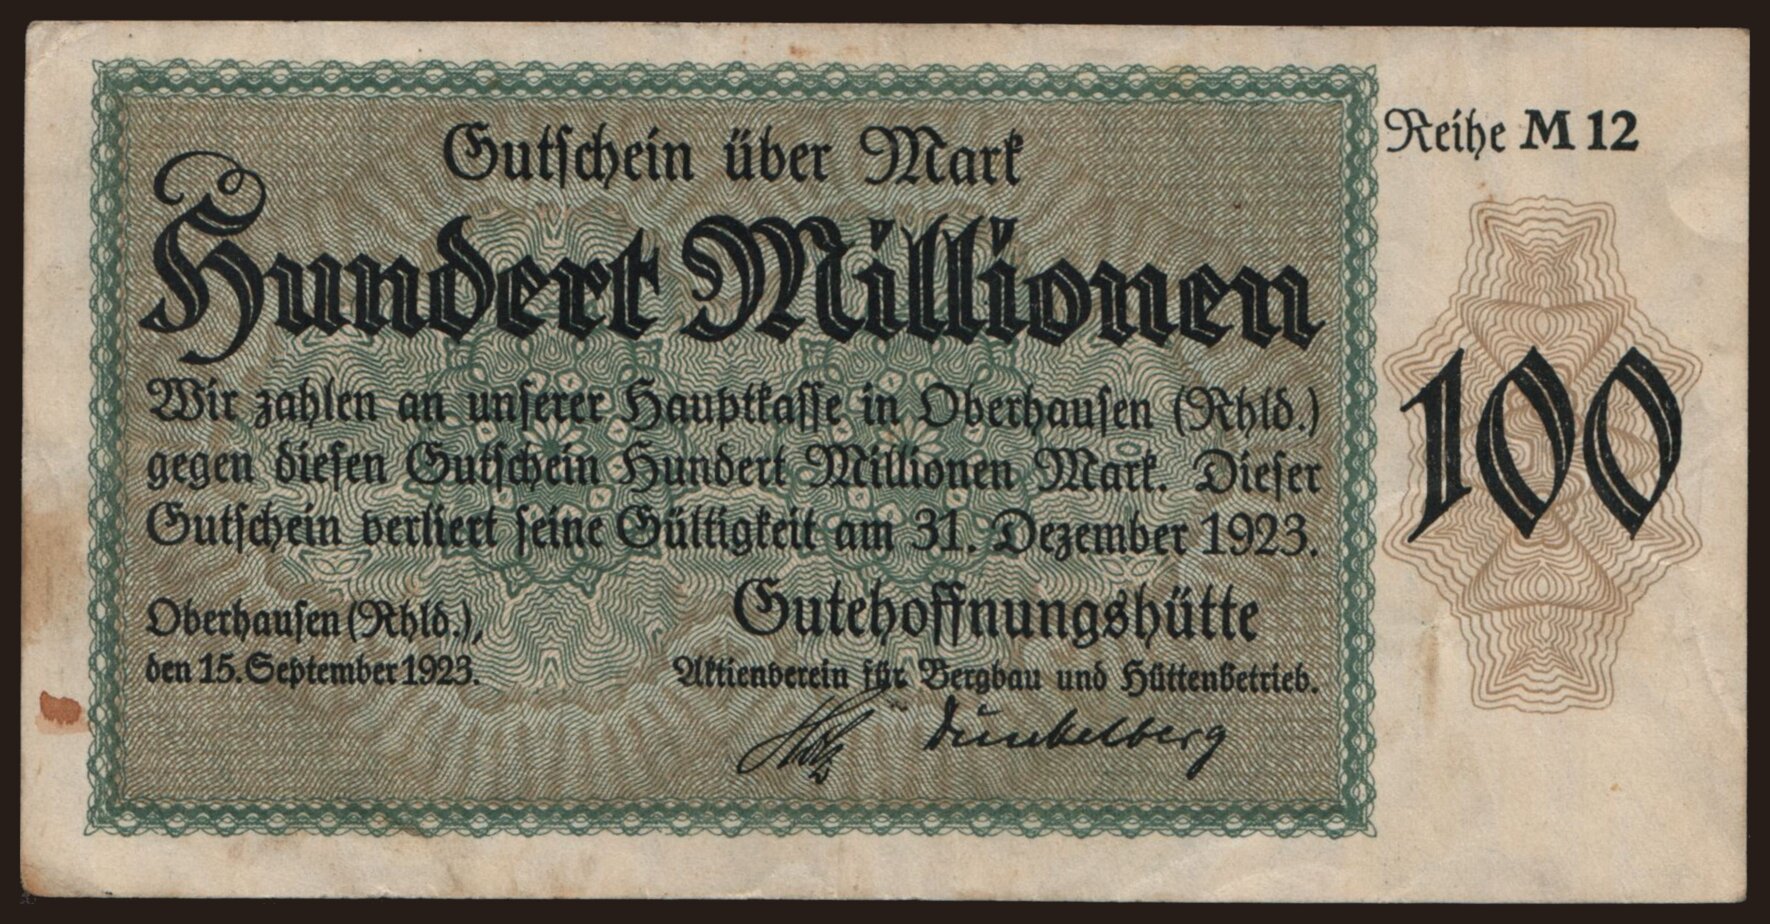 Gutschein über Mark
Reihe M 12
Hundert Millionen
100
Wir zahlen an unserer Hauptkasse in Oberhausen (Rhld.)
gegen diesen Gutschein Hundert Millionen Mark. Dieser
Gutschein verliert seine Gültigkeit am 31. Dezember 1923.
Oberhausen (Rhld.),
den 15. September 1923.
Gutehoffnungshütte
Aktienverein für Bergbau und Hüttenbetrieb.
Dunkelberg